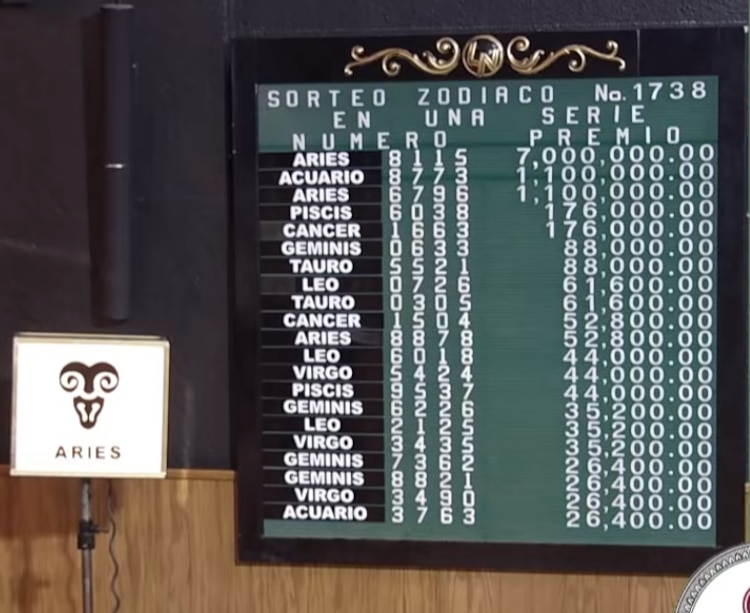 LN
SORTEO ZODIACO No.1738
EN UNA SERIE
NUMERO PREMIO
ARIES 8115 7,000,000.00
ACUARIO 8773 1,100,000.00
ARIES 6796 1,100,000.00
PISCIS 6038 176,000.00
CANCER 1663 176,000.00
GEMINIS 0633 88,000.00
TAURO 5521 88,000.00
LEO 0726 61,600.00
TAURO 0305 61,600.00
CANCER 1504 52,800.00
ARIES 8878 52,800.00
LEO 6018 44,000.00
VIRGO 5424 44,000.00
PISCIS 9537 44,000.00
GEMINIS 6226 35,200.00
LEO 2125 35,200.00
VIRGO 3435 35,200.00
GEMINIS 7362 26,400.00
GEMINIS 8821 26,400.00
VIRGO 3490 26,400.00
ACUARIO 3763 26,400.00
ARIES